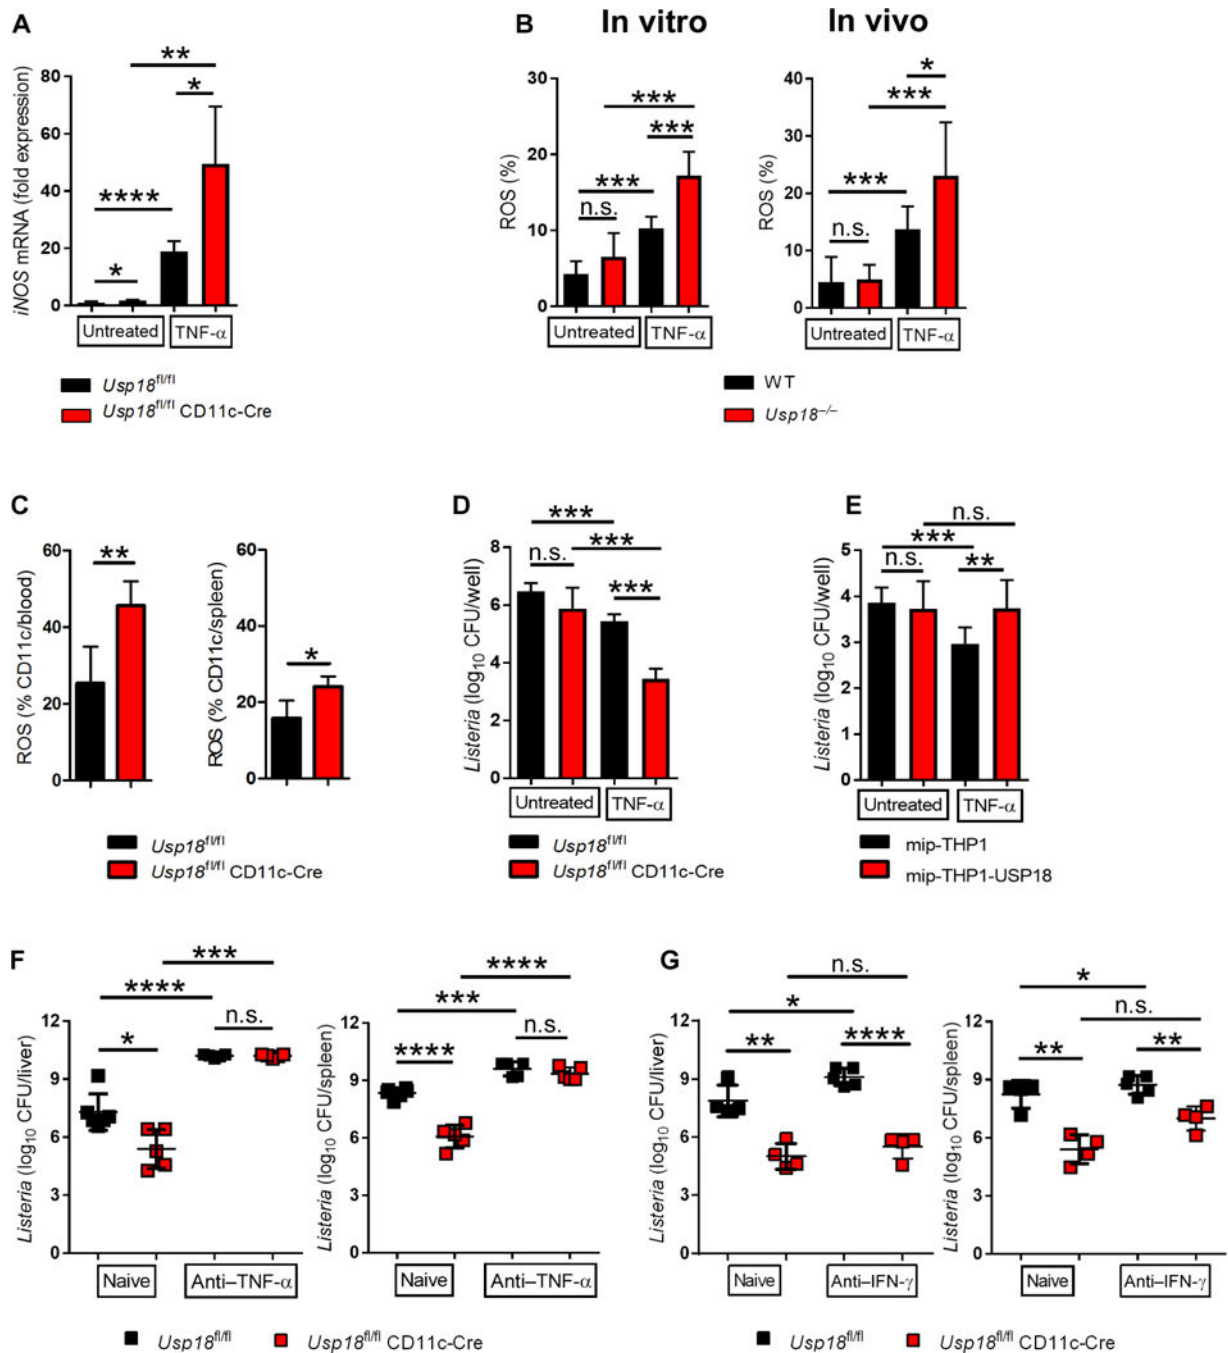 A
iNOS mRNA (fold expression)
80
60
40
20
0
**
*
****
*
Untreated
TNF-α
Usp18fl/fl
Usp18fl/fl CD11c-Cre
B
In vitro
In vivo
ROS (%)
30
20
10
0
***
***
***
n.s.
Untreated
TNF-α
ROS (%)
40
30
20
10
0
*
***
***
n.s.
Untreated
TNF-α
WT
Usp18–/–
C
ROS (% CD11c/blood)
60
40
20
0
**
ROS (% CD11c/spleen)
60
40
20
0
*
Usp18fl/fl
Usp18fl/fl CD11c-Cre
D
Listeria (log10 CFU/well)
8
6
4
2
0
***
***
n.s.
***
Untreated
TNF-α
Usp18fl/fl
Usp18fl/fl CD11c-Cre
E
Listeria (log10 CFU/well)
5
4
3
2
1
0
n.s.
***
n.s.
**
Untreated
TNF-α
mip-THP1
mip-THP1-USP18
F
Listeria (log10 CFU/liver)
12
9
6
3
0
***
****
n.s.
*
Naive
Anti–TNF-α
Listeria (log10 CFU/spleen)
12
9
6
3
0
****
***
n.s.
****
Naive
Anti–TNF-α
Usp18fl/fl
Usp18fl/fl CD11c-Cre
G
Listeria (log10 CFU/liver)
12
9
6
3
0
n.s.
*
**
****
Naive
Anti–IFN-γ
Listeria (log10 CFU/spleen)
12
9
6
3
0
*
n.s.
**
**
Naive
Anti–IFN-γ
Usp18fl/fl
Usp18fl/fl CD11c-Cre